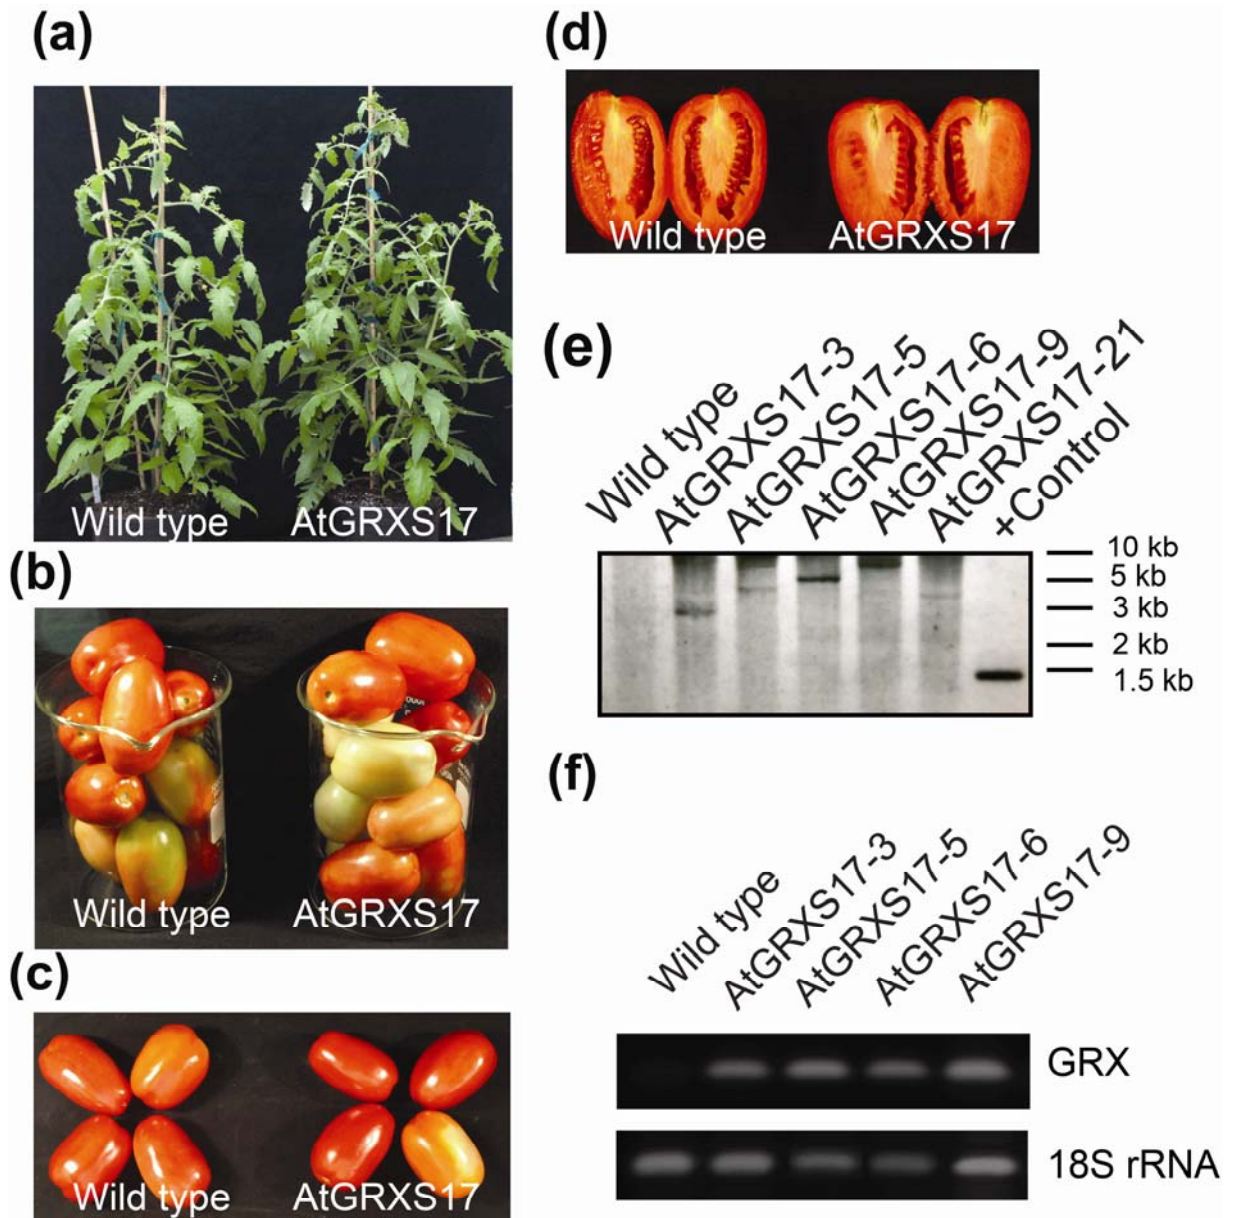 (a)
Wild type AtGRXS17
(b)
Wild type AtGRXS17
(c)
Wild type AtGRXS17
(d)
Wild type AtGRXS17
(e)
Wild type
AtGRXS17-3
AtGRXS17-5
AtGRXS17-6
AtGRXS17-9
AtGRXS17-21
+Control
10 kb
5 kb
3 kb
2 kb
1.5 kb
(f)
Wild type
AtGRXS17-3
AtGRXS17-5
AtGRXS17-6
AtGRXS17-9
GRX
18S rRNA